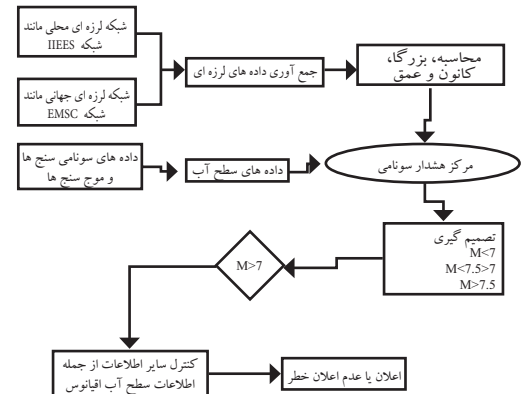 شبکه لرزه ای محلی مانند
شبکه IIEES
شبکه لرزه ای جهانی مانند
شبکه EMSC
جمع آوری داده های لرزه ای
محاسبه، بزرگا،
کانون و عمق
داده های سونامی سنج ها
و موج سنج ها
داده های سطح آب
مرکز هشدار سونامی
تصمیم گیری
M<7
M<7.5>7
M>7.5
M>7
کنترل سایر اطلاعات از جمله
اطلاعات سطح آب اقیانوس
اعلان یا عدم اعلان خطر